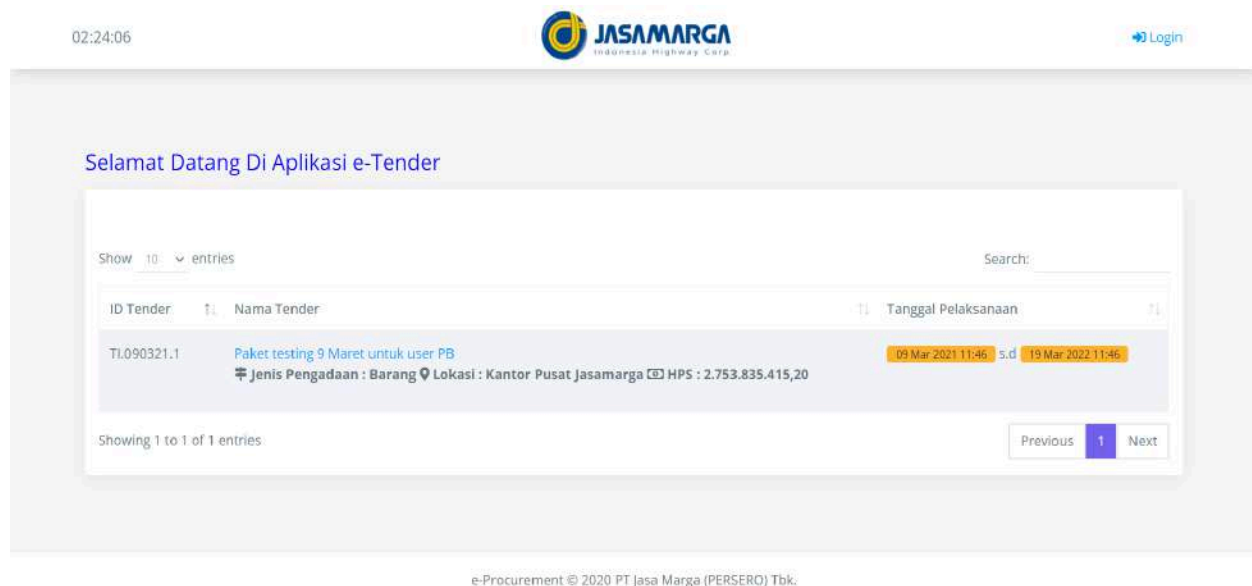 02:24:06
JASAMARGA
Indonesia Highway Corp.
Login
Selamat Datang Di Aplikasi e-Tender
Show 10 entries
Search:
ID Tender Nama Tender Tanggal Pelaksanaan
TI.090321.1 Paket testing 9 Maret untuk user PB 09 Mar 2021 11:46 s.d 19 Mar 2022 11:46
Jenis Pengadaan : Barang Lokasi : Kantor Pusat Jasamarga HPS : 2.753.835.415,20
Showing 1 to 1 of 1 entries
Previous 1 Next
e-Procurement © 2020 PT Jasa Marga (PERSERO) Tbk.